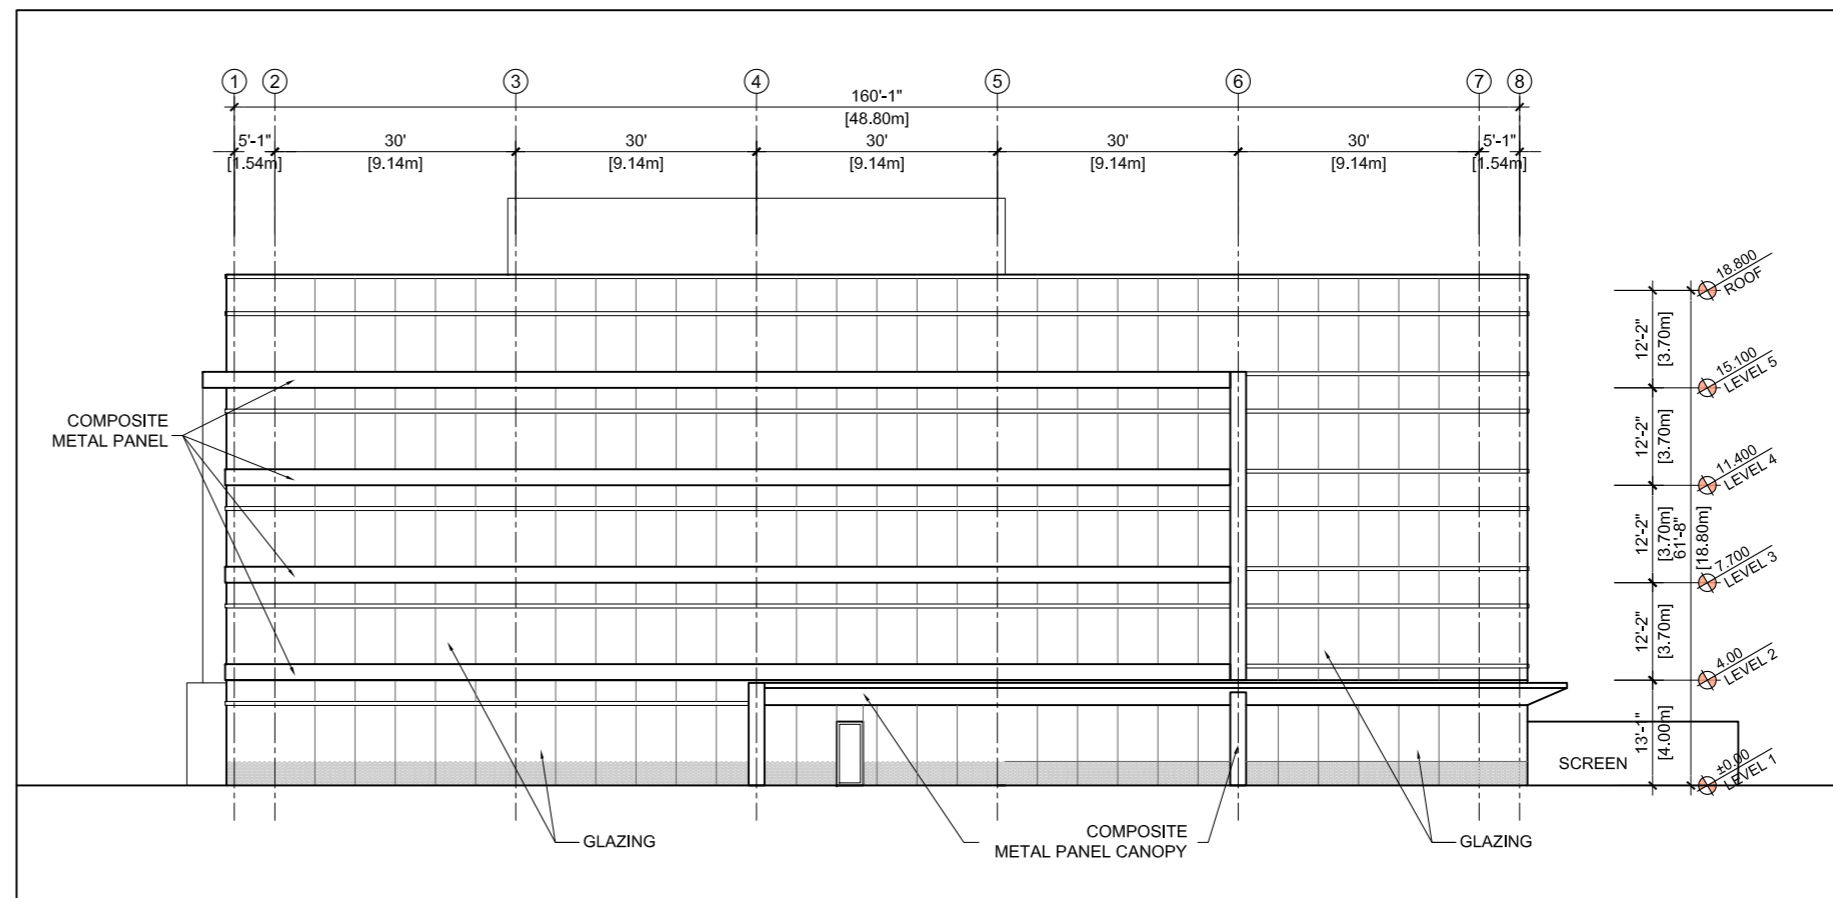 1 2 3 4 5 6 7 8
160'-1"
[48.80m]
5'-1" 30' 30' 30' 30' 30' 5'-1"
[1.54m] [9.14m] [9.14m] [9.14m] [9.14m] [9.14m] [1.54m]
18.800
ROOF
12'-2"
[3.70m]
15.100
LEVEL 5
COMPOSITE
METAL PANEL
12'-2"
[3.70m]
11.400
LEVEL 4
12'-2"
[3.70m]
61'-8"
[18.80m]
7.700
LEVEL 3
12'-2"
[3.70m]
4.00
LEVEL 2
13'-1"
[4.00m]
SCREEN
±0.00
LEVEL 1
GLAZING
COMPOSITE
METAL PANEL CANOPY
GLAZING